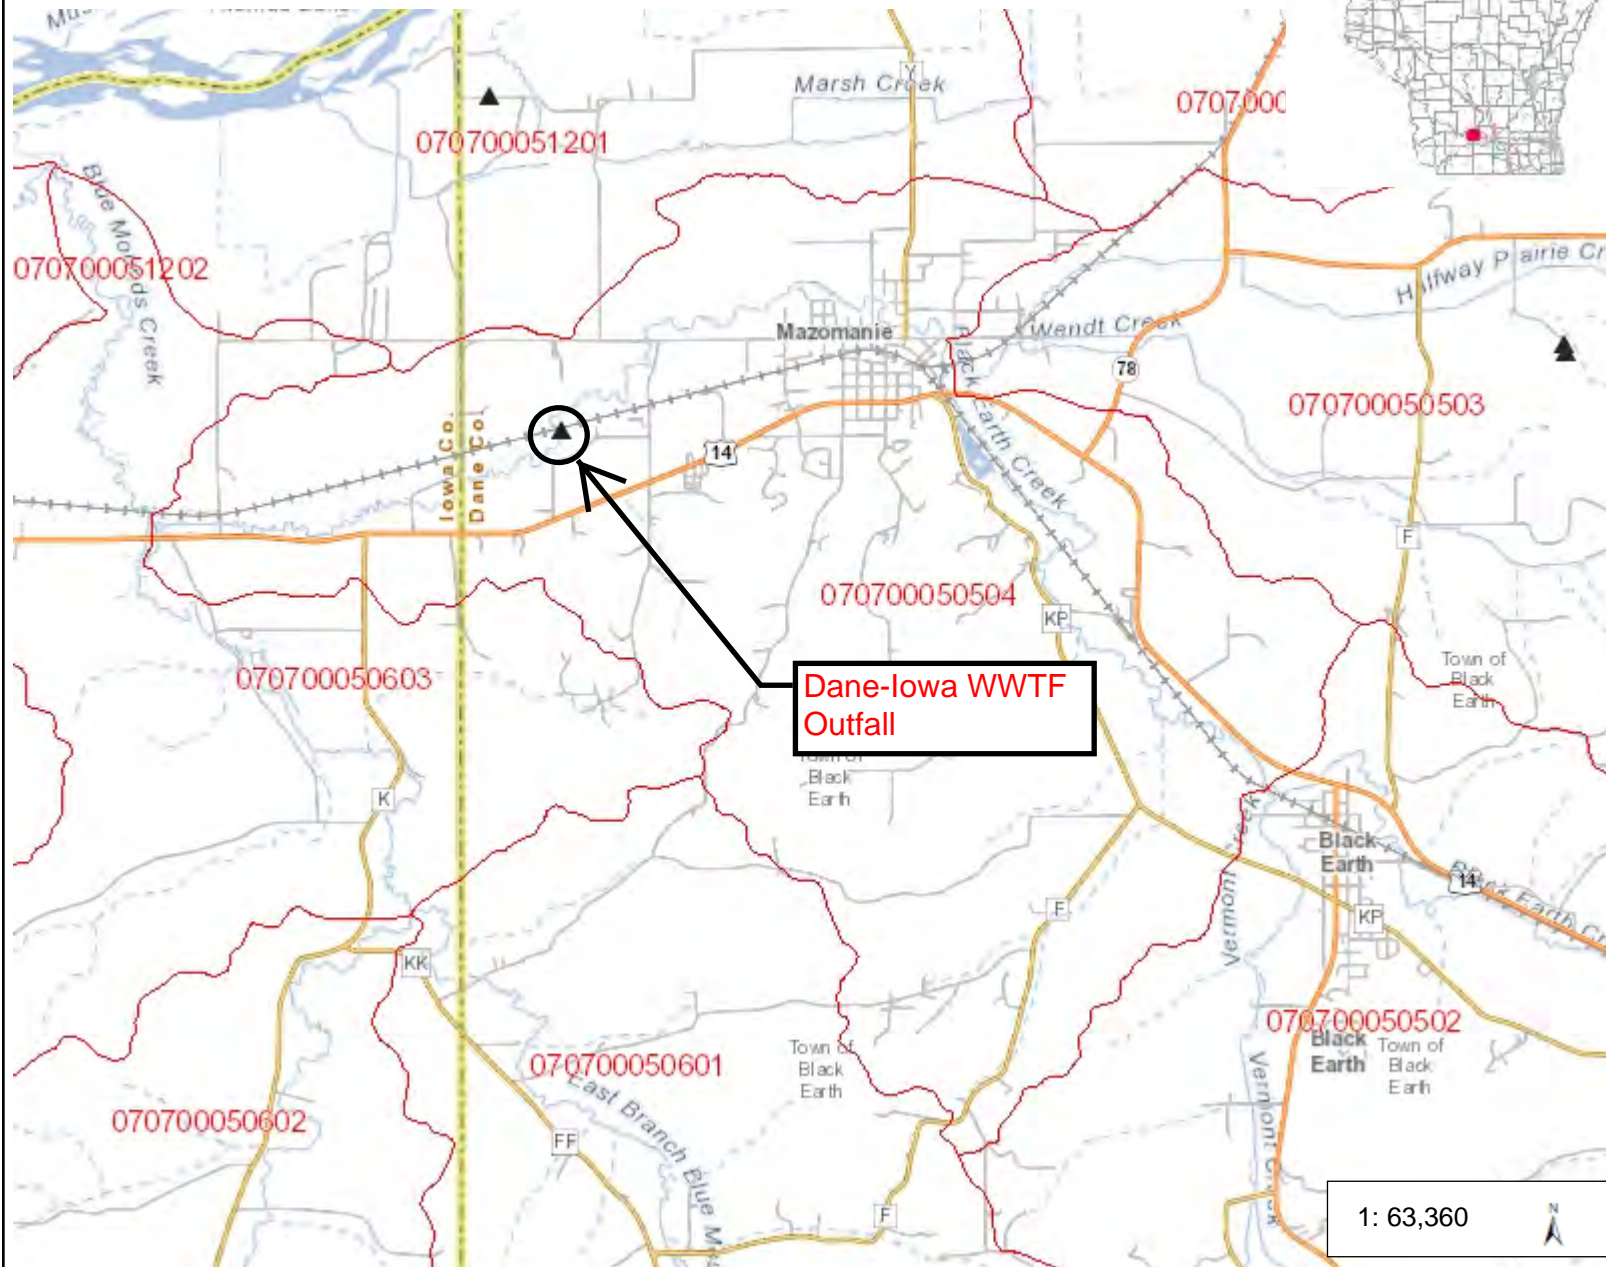 Marsh Creek
Y
0707000
070700051201
Blue Mounds Creek
070700051202
Halfway Prairie Cr
Mazomanie
Wendt Creek
78
Black Earth Creek
070700050503
14
Iowa Co.
Dane Co.
F
070700050504
KP
Town of
Black
Earth
070700050603
Dane-Iowa WWTF
Outfall
Town of
Black
Earth
K
Black
Earth
Vermont Creek
14
Black Earth Cr
F
KP
KK
070700050502
Black
Earth
Town of
Black
Earth
Town of
Black
Earth
070700050601
East Branch Blue Mou
070700050602
FF
Vermont Creek
F
1: 63,360
N